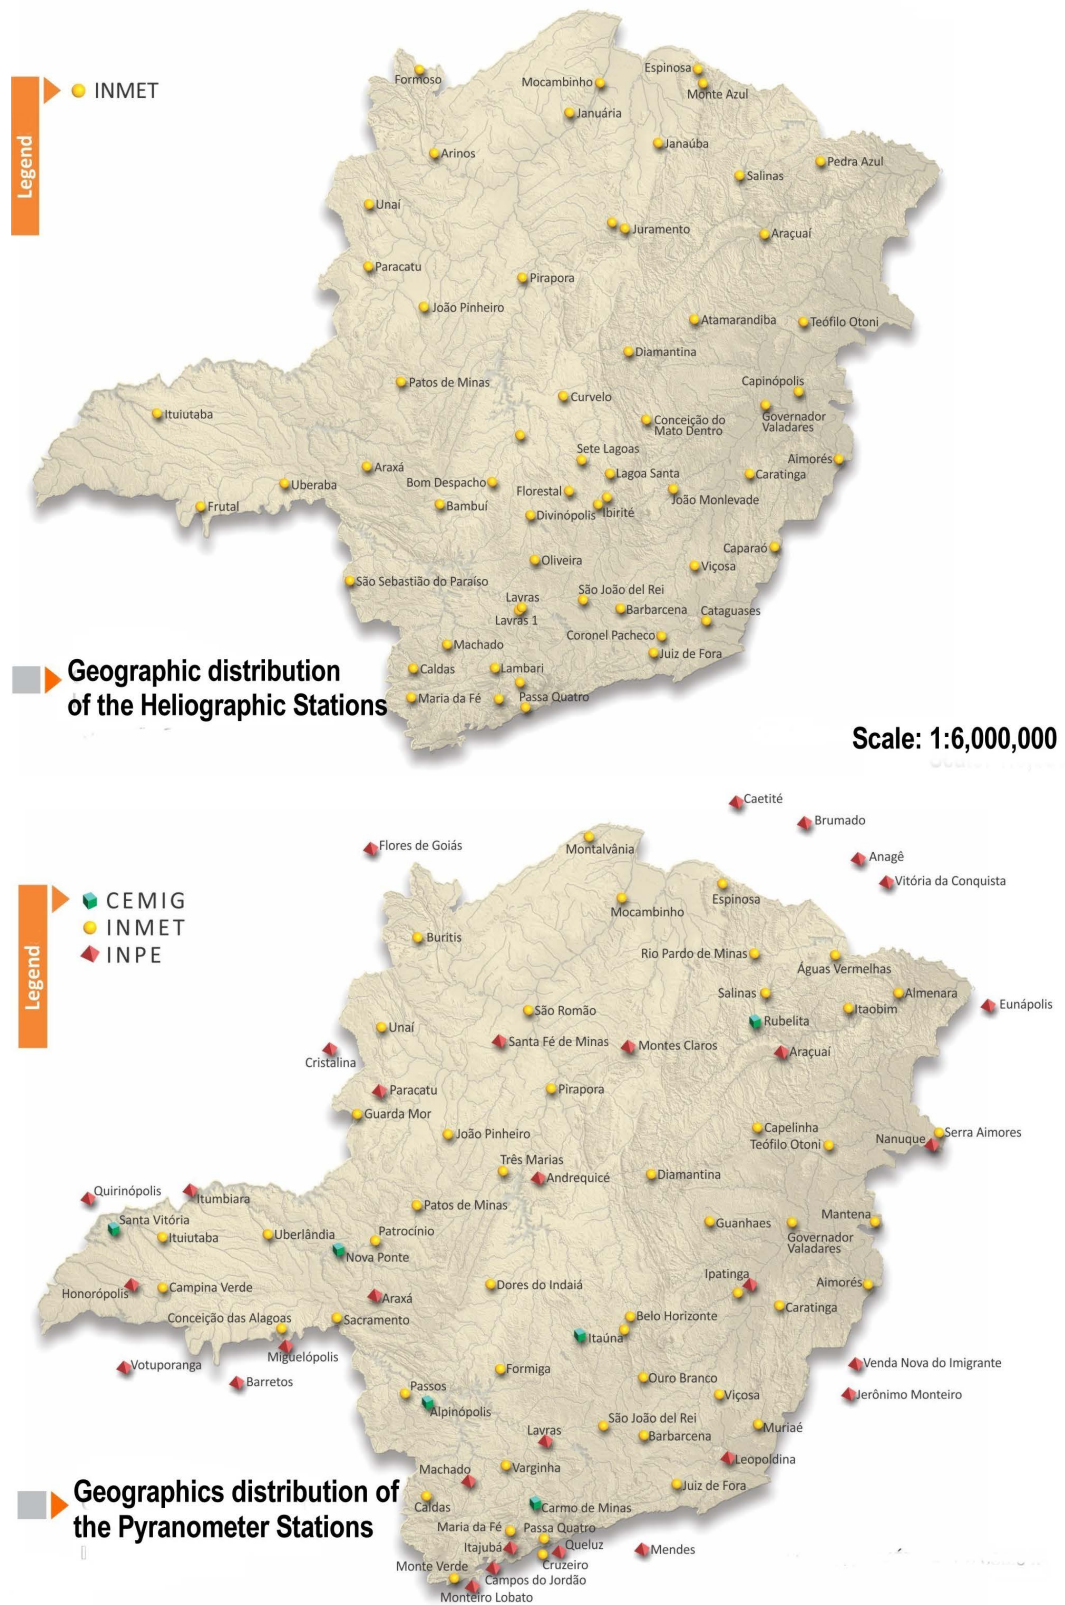 Legend
INMET
Formoso
Mocambinho
Espinosa
Monte Azul
Januária
Janaúba
Arinos
Pedra Azul
Salinas
Unaí
Juramento
Araçuaí
Paracatu
Pirapora
João Pinheiro
Atamarandiba
Teófilo Otoni
Diamantina
Patos de Minas
Capinópolis
Curvelo
Ituiutaba
Conceição do
Mato Dentro
Governador
Valadares
Sete Lagoas
Aimorés
Araxá
Lagoa Santa
Caratinga
Bom Despacho
Uberaba
Florestal
João Monlevade
Frutal
Bambuí
Divinópolis
Ibirité
Caparaó
Oliveira
Viçosa
São Sebastião do Paraíso
São João del Rei
Lavras
Barbarcena
Cataguases
Lavras 1
Coronel Pacheco
Machado
Juiz de Fora
Caldas
Lambari
Maria da Fé
Passa Quatro
Geographic distribution
of the Heliographic Stations
Scale: 1:6,000,000
Caetité
Brumado
Flores de Goiás
Montalvânia
Anagê
Vitória da Conquista
Legend
CEMIG
INMET
INPE
Espinosa
Mocambinho
Buritis
Rio Pardo de Minas
Águas Vermelhas
Salinas
Almenara
Eunápolis
São Romão
Itaobim
Rubelita
Unaí
Santa Fé de Minas
Montes Claros
Araçuaí
Cristalina
Paracatu
Pirapora
Guarda Mor
Capelinha
João Pinheiro
Teófilo Otoni
Nanuque
Serra Aimores
Três Marias
Andrequicé
Diamantina
Quirinópolis
Itumbiara
Patos de Minas
Santa Vitória
Ituiutaba
Uberlândia
Patrocínio
Guanhaes
Mantena
Governador
Valadares
Nova Ponte
Ipatinga
Aimorés
Honorópolis
Campina Verde
Dores do Indaiá
Araxá
Caratinga
Conceição das Alagoas
Sacramento
Belo Horizonte
Itaúna
Miguelópolis
Votuporanga
Barretos
Formiga
Venda Nova do Imigrante
Ouro Branco
Passos
Viçosa
Jerônimo Monteiro
Alpinópolis
São João del Rei
Muriaé
Lavras
Barbarcena
Leopoldina
Machado
Varginha
Juiz de Fora
Caldas
Carmo de Minas
Maria da Fé
Passa Quatro
Itajubá
Queluz
Mendes
Monte Verde
Cruzeiro
Campos do Jordão
Monteiro Lobato
Geographics distribution of
the Pyranometer Stations